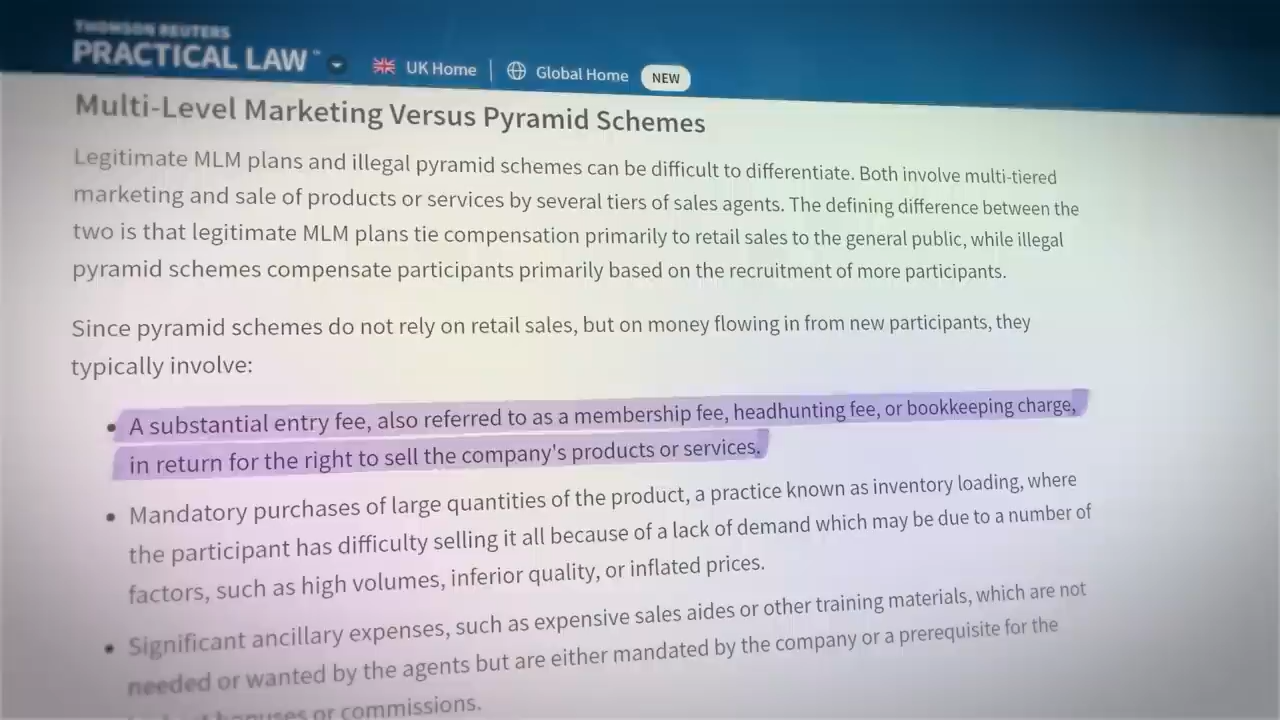 THOMSON REUTERS
PRACTICAL LAW™ UK Home Global Home NEW
Multi-Level Marketing Versus Pyramid Schemes
Legitimate MLM plans and illegal pyramid schemes can be difficult to differentiate. Both involve multi-tiered
marketing and sale of products or services by several tiers of sales agents. The defining difference between the
two is that legitimate MLM plans tie compensation primarily to retail sales to the general public, while illegal
pyramid schemes compensate participants primarily based on the recruitment of more participants.
Since pyramid schemes do not rely on retail sales, but on money flowing in from new participants, they
typically involve:
• A substantial entry fee, also referred to as a membership fee, headhunting fee, or bookkeeping charge,
in return for the right to sell the company's products or services.
• Mandatory purchases of large quantities of the product, a practice known as inventory loading, where
the participant has difficulty selling it all because of a lack of demand which may be due to a number of
factors, such as high volumes, inferior quality, or inflated prices.
• Significant ancillary expenses, such as expensive sales aides or other training materials, which are not
needed or wanted by the agents but are either mandated by the company or a prerequisite for the
bonuses or commissions.